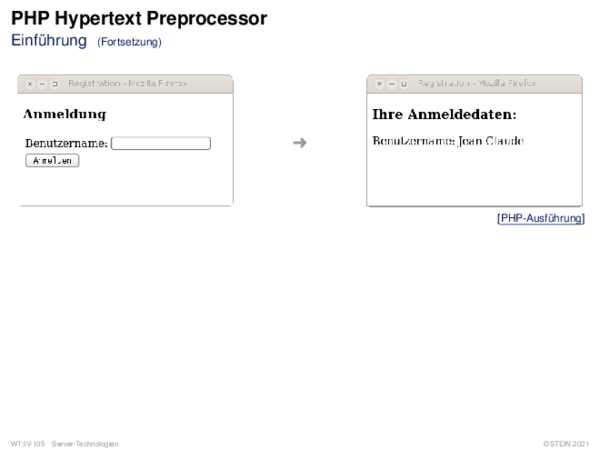 PHP Hypertext Preprocessor
Einführung (Fortsetzung)
Registration - Mozilla Firefox
Anmeldung
Benutzername:
Anmelden
➜
Registration - Mozilla Firefox
Ihre Anmeldedaten:
Benutzername: Jean Claude
[PHP-Ausführung]
WT:IV-105 Server-Technologien
©STEIN 2021